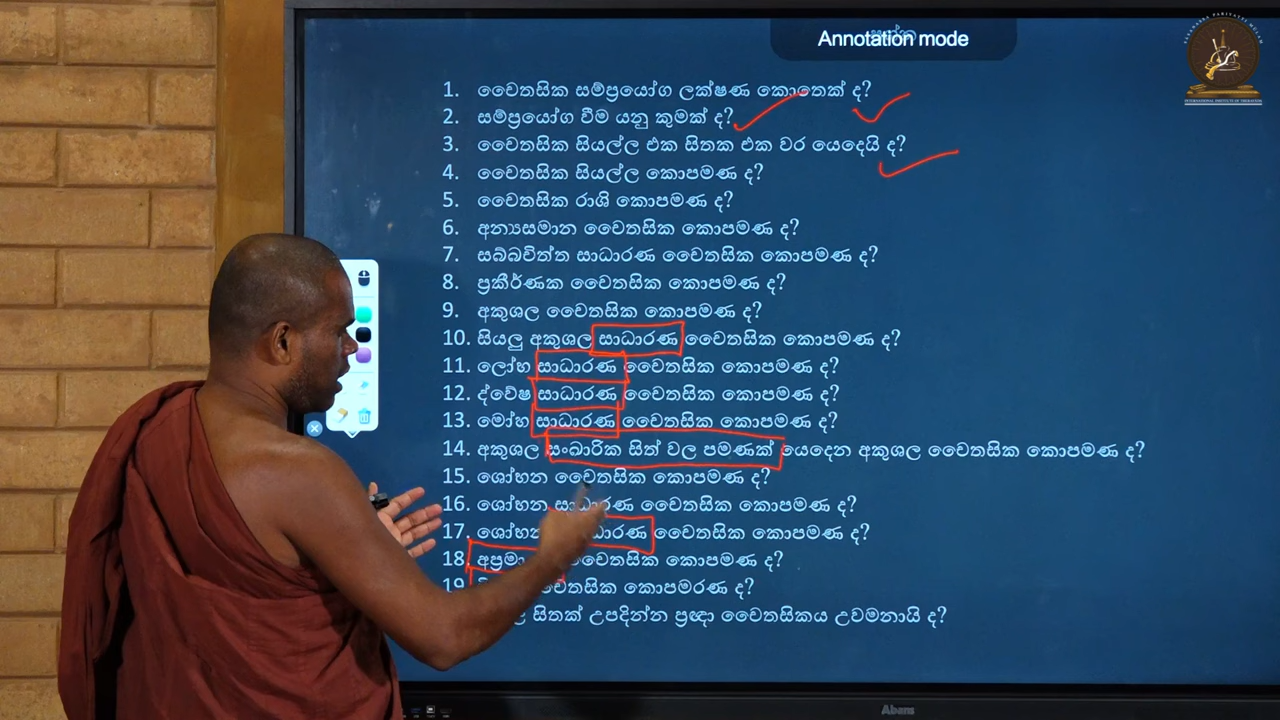 Annotation mode
1. චෛතසික සම්ප්‍රයෝග ලක්ෂණ කොතෙක් ද?
2. සම්ප්‍රයෝග වීම යනු කුමක් ද?
3. චෛතසික සියල්ල එක සිතක එක වර යෙදෙයි ද?
4. චෛතසික සියල්ල කොපමණ ද?
5. චෛතසික රාශි කොපමණ ද?
6. අන්‍යසමාන චෛතසික කොපමණ ද?
7. සබ්බචිත්ත සාධාරණ චෛතසික කොපමණ ද?
8. ප්‍රකීර්ණක චෛතසික කොපමණ ද?
9. අකුශල චෛතසික කොපමණ ද?
10. සියලු අකුශල සාධාරණ චෛතසික කොපමණ ද?
11. ලෝභ සාධාරණ චෛතසික කොපමණ ද?
12. ද්වේෂ සාධාරණ චෛතසික කොපමණ ද?
13. මෝහ සාධාරණ චෛතසික කොපමණ ද?
14. අකුශල සංඛාරික සිත් වල පමණක් යෙදෙන අකුශල චෛතසික කොපමණ ද?
15. ශෝභන චෛතසික කොපමණ ද?
16. ශෝභන සාධාරණ චෛතසික කොපමණ ද?
17. ශෝභන චෛතසික කොපමණ ද?
18. චෛතසික කොපමණ ද?
19. චෛතසික කොපමරණ ද?
සිතක් උපදින්න ප්‍රඥා චෛතසිකය උවමනායි ද?
Abans